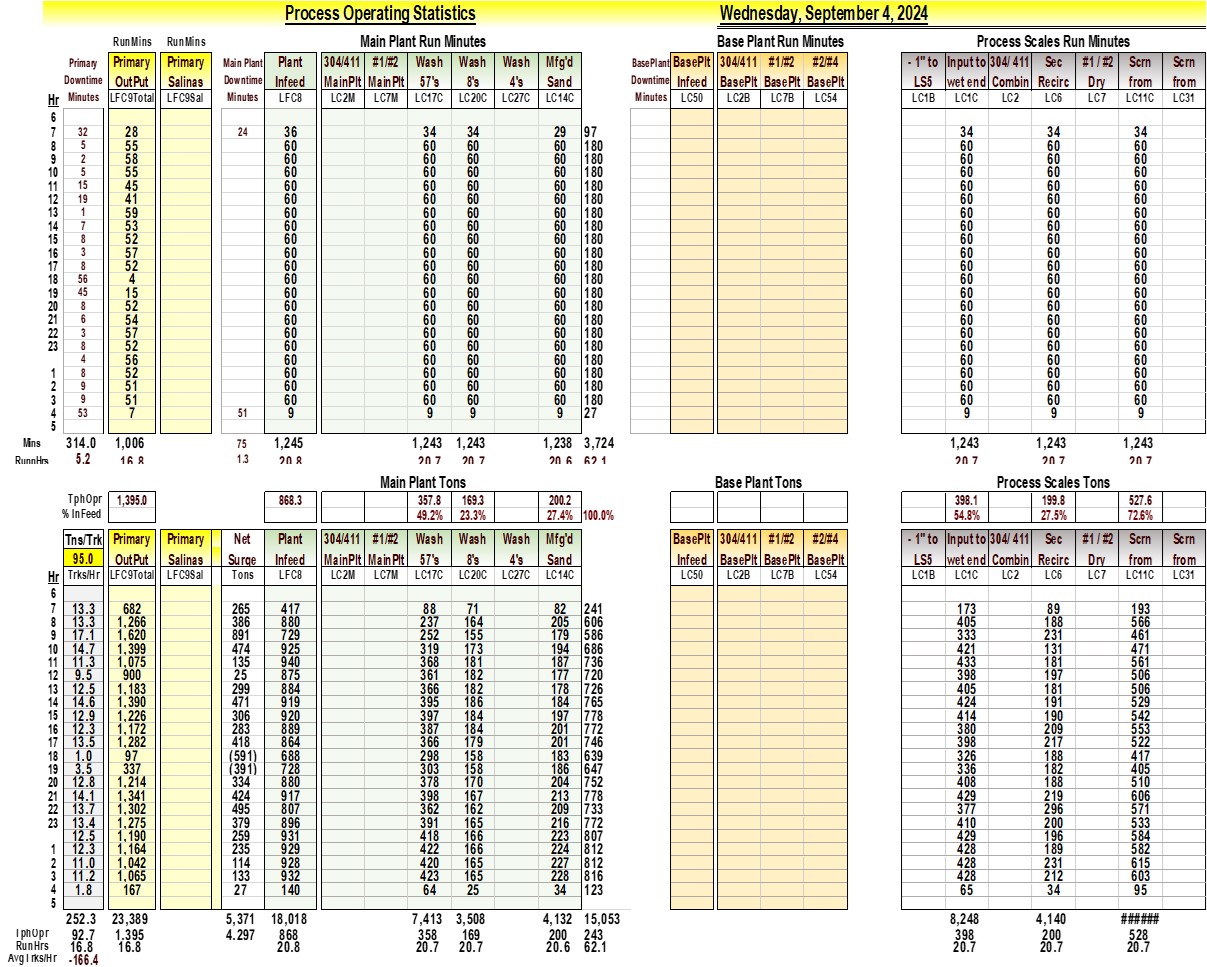 Process Operating Statistics Wednesday, September 4, 2024
RunMins RunMins Main Plant Run Minutes Base Plant Run Minutes Process Scales Run Minutes
Primary Primary Primary Main Plant Plant 304/411 #1/#2 Wash Wash Wash Mfg'd BasePlant BasePlt 304/411 #1/#2 #2/#4 - 1" to Input to 304/ 411 Sec #1 / #2 Scrn Scrn
Downtime OutPut Salinas Downtime Infeed MainPlt MainPlt 57's 8's 4's Sand Downtime Infeed BasePlt BasePlt BasePlt LS5 wet end Combin Recirc Dry from from
Hr Minutes LFC9Total LFC9Sal Minutes LFC8 LC2M LC7M LC17C LC20C LC27C LC14C Minutes LC50 LC2B LC7B LC54 LC1B LC1C LC2 LC6 LC7 LC11C LC31
6
7 32 28 24 36 34 34 29 97 34 34 34
8 5 55 60 60 60 60 180 60 60 60
9 2 58 60 60 60 60 180 60 60 60
10 5 55 60 60 60 60 180 60 60 60
11 15 45 60 60 60 60 180 60 60 60
12 19 41 60 60 60 60 180 60 60 60
13 1 59 60 60 60 60 180 60 60 60
14 7 53 60 60 60 60 180 60 60 60
15 8 52 60 60 60 60 180 60 60 60
16 3 57 60 60 60 60 180 60 60 60
17 8 52 60 60 60 60 180 60 60 60
18 56 4 60 60 60 60 180 60 60 60
19 45 15 60 60 60 60 180 60 60 60
20 8 52 60 60 60 60 180 60 60 60
21 6 54 60 60 60 60 180 60 60 60
22 3 57 60 60 60 60 180 60 60 60
23 8 52 60 60 60 60 180 60 60 60
4 56 60 60 60 60 180 60 60 60
1 8 52 60 60 60 60 180 60 60 60
2 9 51 60 60 60 60 180 60 60 60
3 9 51 60 60 60 60 180 60 60 60
4 53 7 51 9 9 9 9 27 9 9 9
5
Mins 314.0 1,006 75 1,245 1,243 1,243 1,238 3,724 1,243 1,243 1,243
RunnHrs 5.2 16.8 1.3 20.8 20.7 20.7 20.6 62.1 20.7 20.7 20.7
Main Plant Tons Base Plant Tons Process Scales Tons
TphOpr 1,395.0 868.3 357.8 169.3 200.2 398.1 199.8 527.6
% InFeed 49.2% 23.3% 27.4% 100.0% 54.8% 27.5% 72.6%
Tns/Trk Primary Primary Net Plant 304/411 #1/#2 Wash Wash Wash Mfg'd BasePlt 304/411 #1/#2 #2/#4 - 1" to Input to 304/ 411 Sec #1 / #2 Scrn Scrn
95.0 OutPut Salinas Surge Infeed MainPlt MainPlt 57's 8's 4's Sand Infeed BasePlt BasePlt BasePlt LS5 wet end Combin Recirc Dry from from
Hr Trks/Hr LFC9Total LFC9Sal Tons LFC8 LC2M LC7M LC17C LC20C LC27C LC14C LC50 LC2B LC7B LC54 LC1B LC1C LC2 LC6 LC7 LC11C LC31
6
7 13.3 682 265 417 88 71 82 241 173 89 193
8 13.3 1,266 386 880 237 164 205 606 405 188 566
9 17.1 1,620 891 729 252 155 179 586 333 231 461
10 14.7 1,399 474 925 319 173 194 686 421 131 471
11 11.3 1,075 135 940 368 181 187 736 433 181 561
12 9.5 900 25 875 361 182 177 720 398 197 506
13 12.5 1,183 299 884 366 182 178 726 405 181 506
14 14.6 1,390 471 919 395 186 184 765 424 191 529
15 12.9 1,226 306 920 397 184 197 778 414 190 542
16 12.3 1,172 283 889 387 184 201 772 380 209 553
17 13.5 1,282 418 864 366 179 201 746 398 217 522
18 1.0 97 (591) 688 298 158 183 639 326 188 417
19 3.5 337 (391) 728 303 158 186 647 336 182 405
20 12.8 1,214 334 880 378 170 204 752 408 188 510
21 14.1 1,341 424 917 398 167 213 778 429 219 606
22 13.7 1,302 495 807 362 162 209 733 377 296 571
23 13.4 1,275 379 896 391 165 216 772 410 200 533
12.5 1,190 259 931 418 166 223 807 429 196 584
1 12.3 1,164 235 929 422 166 224 812 428 189 582
2 11.0 1,042 114 928 420 165 227 812 428 231 615
3 11.2 1,065 133 932 423 165 228 816 428 212 603
4 1.8 167 27 140 64 25 34 123 65 34 95
5
252.3 23,389 5,371 18,018 7,413 3,508 4,132 15,053 8,248 4,140 ######
TphOpr 92.7 1,395 4.297 868 358 169 200 243 398 200 528
RunHrs 16.8 16.8 20.8 20.7 20.7 20.6 62.1 20.7 20.7 20.7
Avg Trks/Hr -166.4